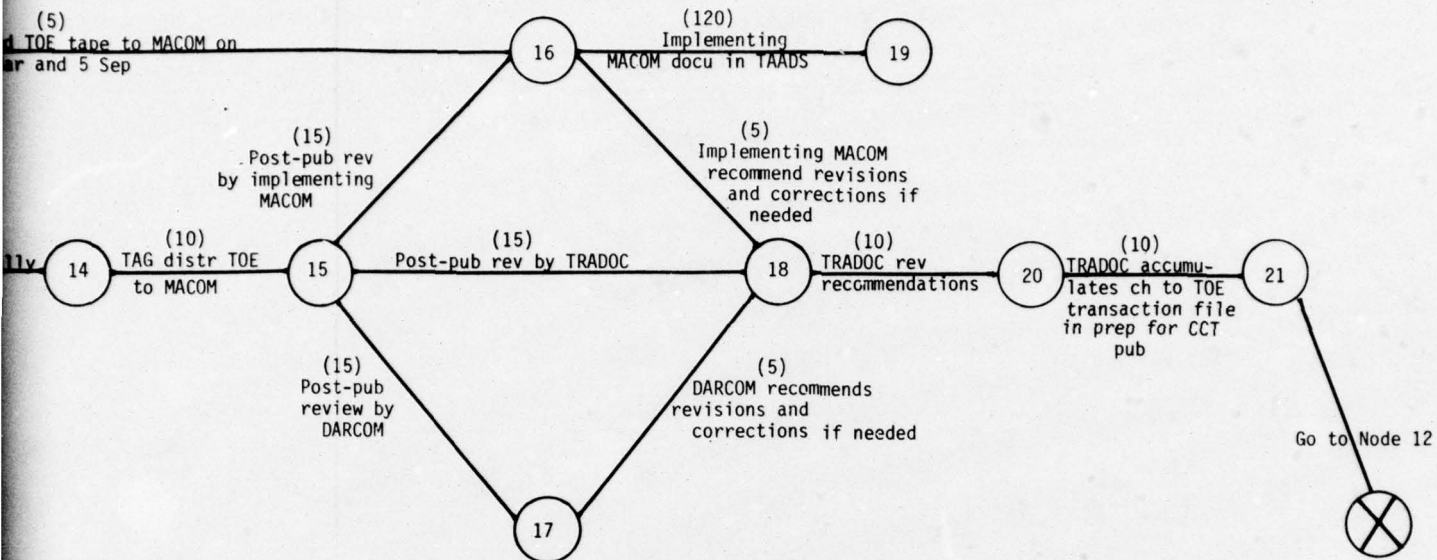 (5)
TOE tape to MACOM on
and 5 Sep
16
(120)
Implementing
MACOM docu in TAADS
19
(15)
Post-pub rev
by implementing
MACOM
(5)
Implementing MACOM
recommend revisions
and corrections if
needed
14
(10)
TAG distr TOE
to MACOM
15
(15)
Post-pub rev by TRADOC
18
(10)
TRADOC rev
recommendations
20
(10)
TRADOC accumu-
lates ch to TOE
transaction file
in prep for CCT
pub
21
(15)
Post-pub
review by
DARCOM
(5)
DARCOM recommends
revisions and
corrections if needed
17
Go to Node 12